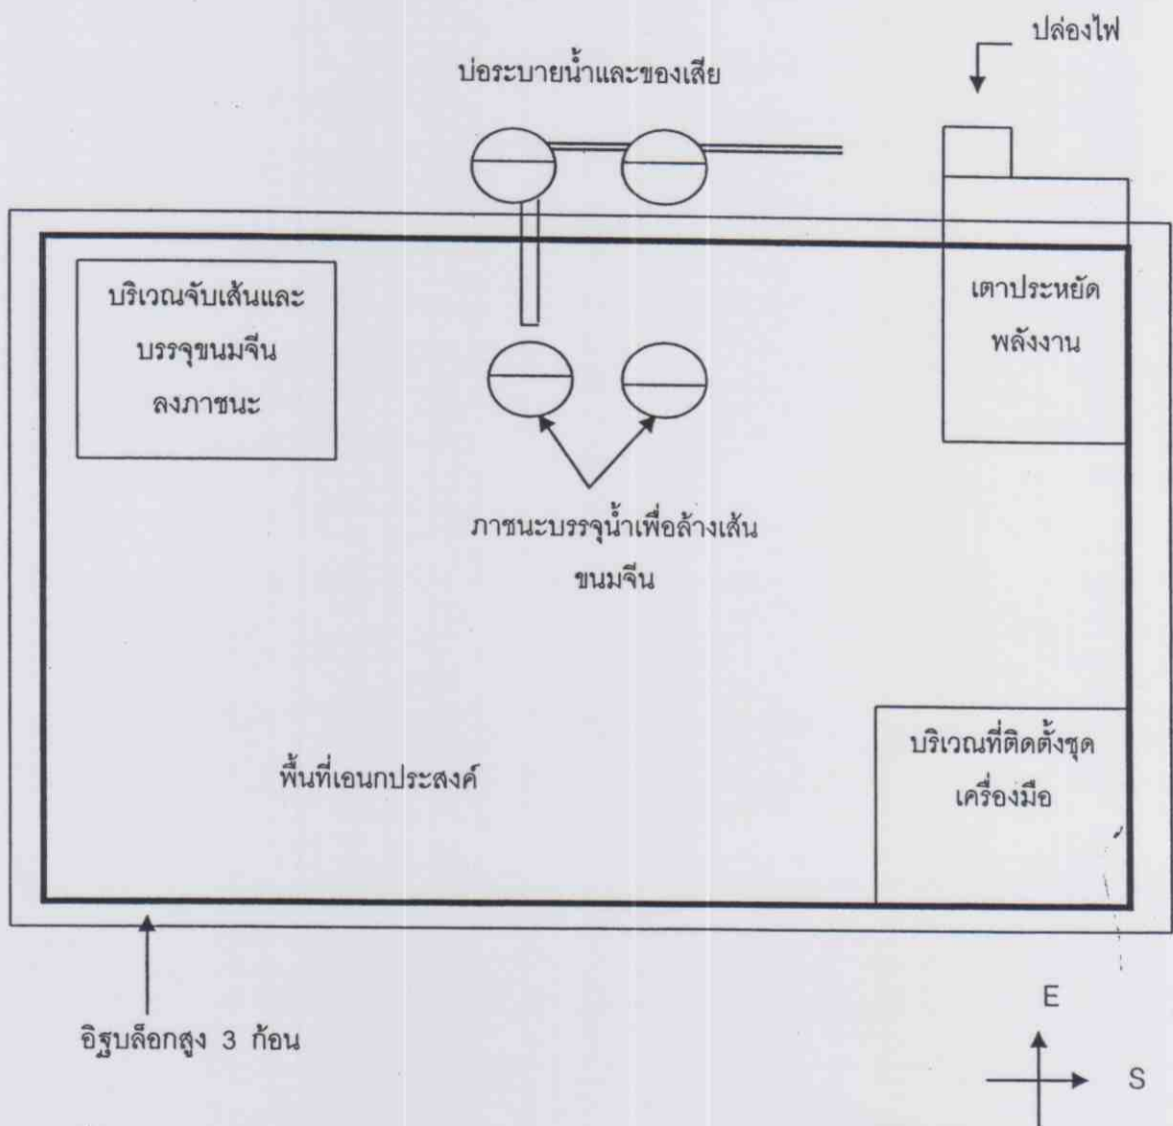 ปล่องไฟ
บ่อระบายน้ำและของเสีย
บริเวณจับเส้นและ
บรรจุขนมจีน
ลงภาชนะ
เตาประหยัด
พลังงาน
ภาชนะบรรจุน้ำเพื่อล้างเส้น
ขนมจีน
พื้นที่เอนกประสงค์
บริเวณที่ติดตั้งชุด
เครื่องมือ
อิฐบล็อกสูง 3 ก้อน
E
S